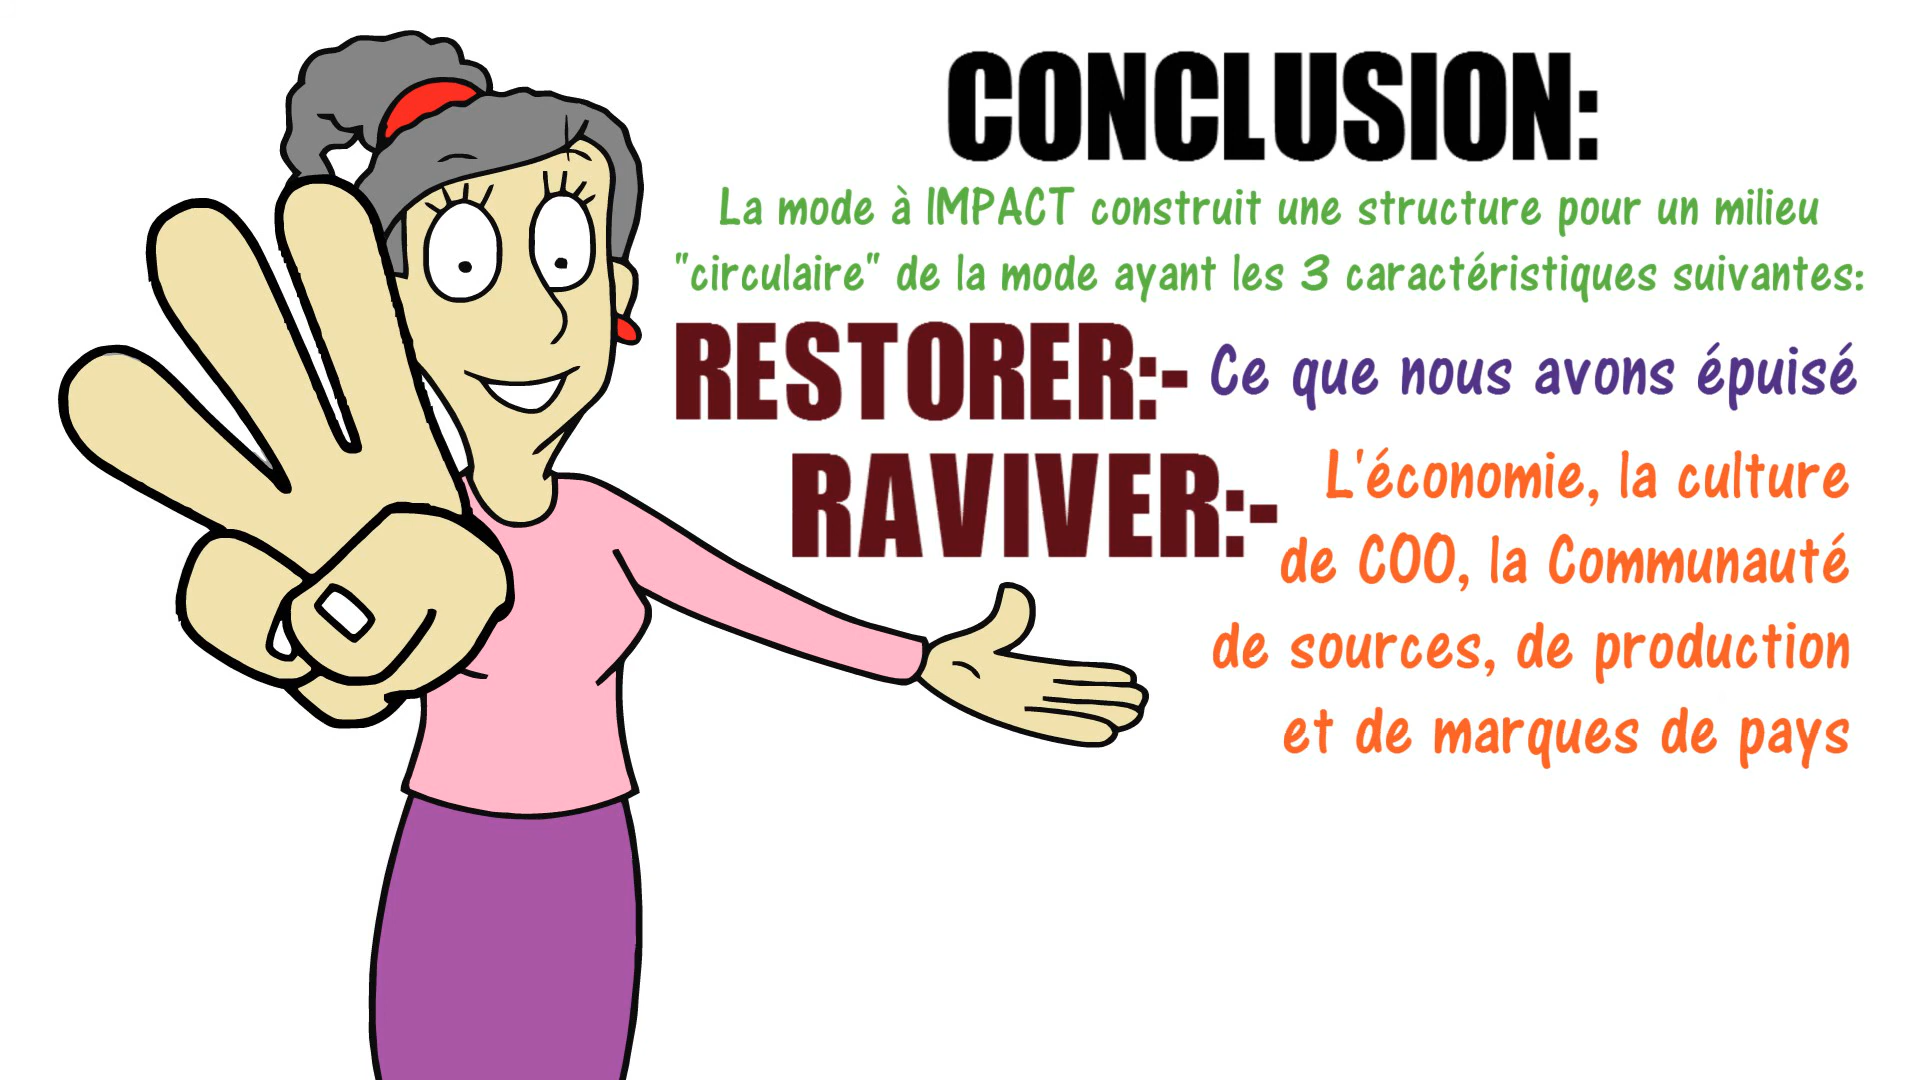 CONCLUSION:
La mode à IMPACT construit une structure pour un milieu
"circulaire" de la mode ayant les 3 caractéristiques suivantes:
RESTORER:- Ce que nous avons épuisé
RAVIVER:- L'économie, la culture
de COO, la Communauté
de sources, de production
et de marques de pays